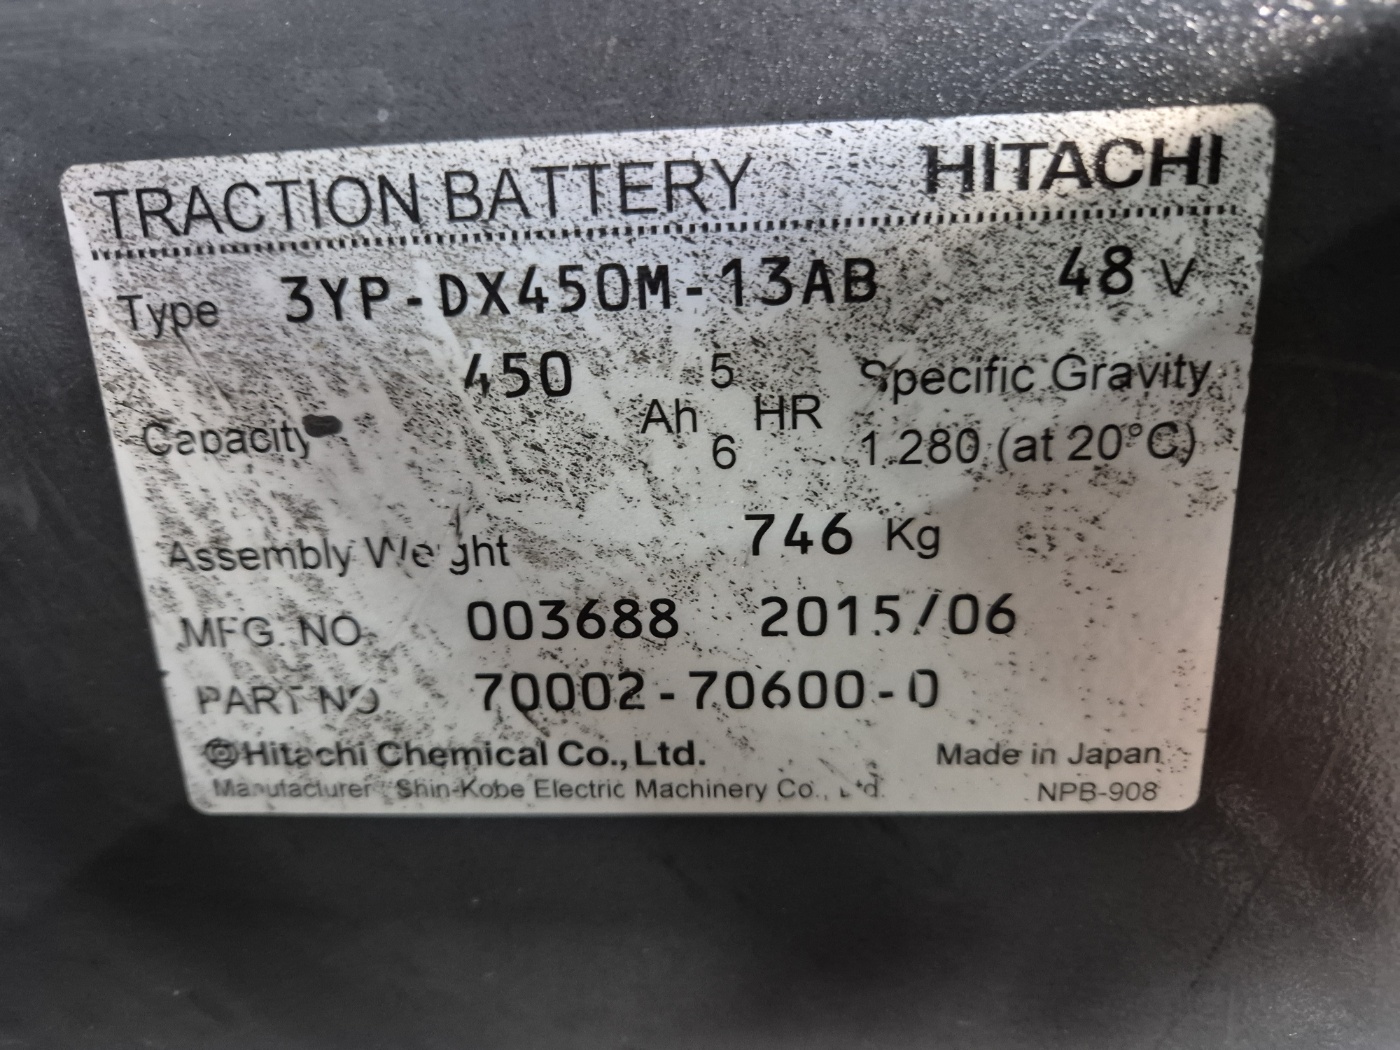 TRACTION BATTERY HITACHI
Type 3YP-DX450M-13AB 48 V
450 5 Specific Gravity
Capacity Ah HR
6 1.280 (at 20°C)
Assembly Weight 746 Kg
MFG. NO. 003688 2015/06
PART NO 70002-70600-0
Hitachi Chemical Co., Ltd. Made in Japan
Manufacturer Shin-Kobe Electric Machinery Co., Ltd. NPB-908